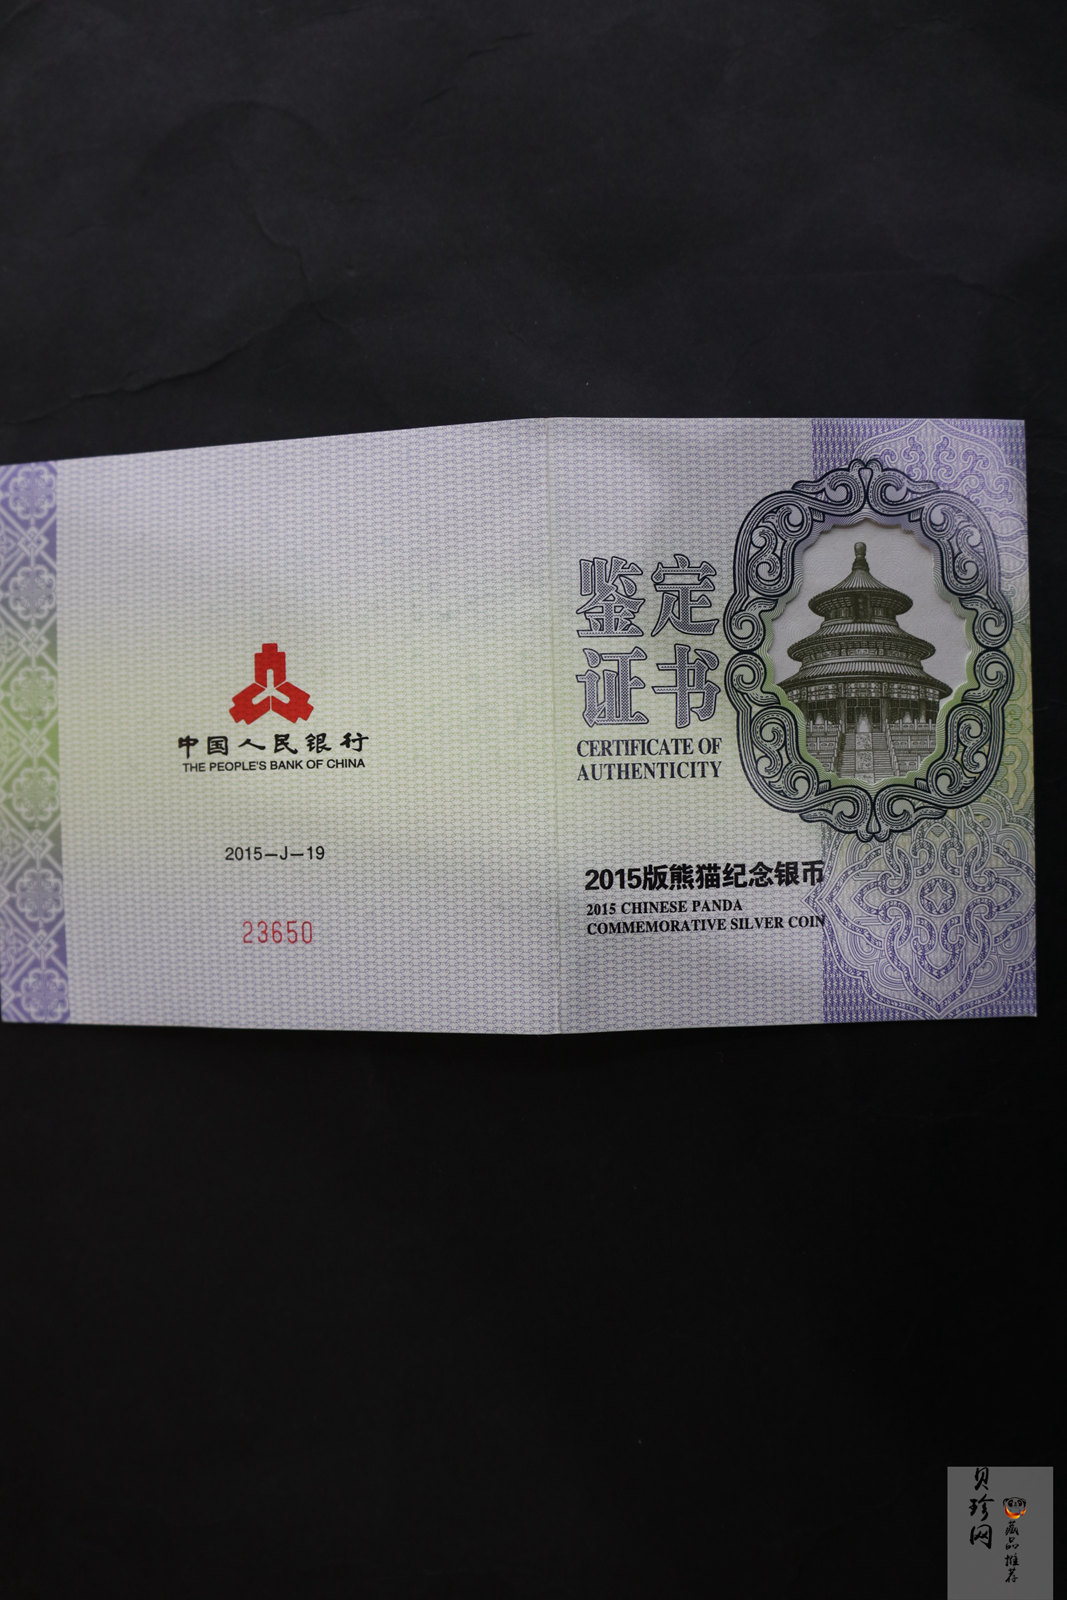 中国人民银行
THE PEOPLE'S BANK OF CHINA
2015—J—19
23650
鉴定
证书
CERTIFICATE OF
AUTHENTICITY
2015版熊猫纪念银币
2015 CHINESE PANDA
COMMEMORATIVE SILVER COIN
贝珍网
藏品推荐